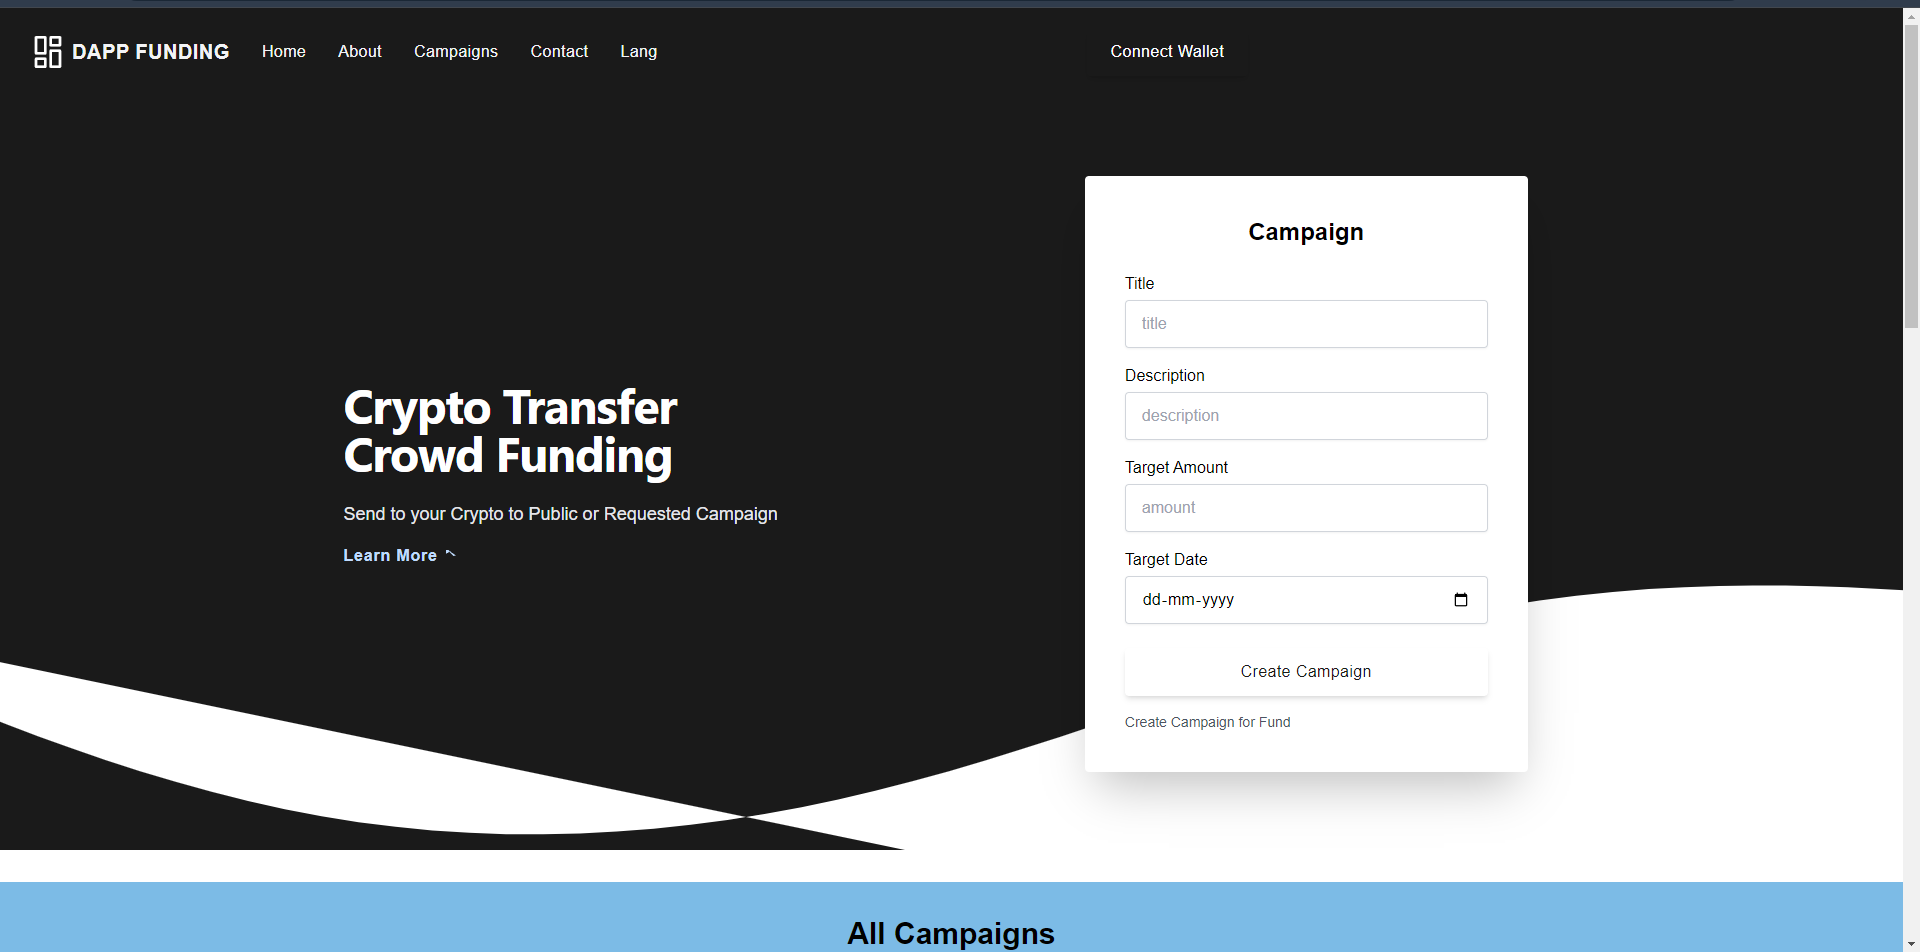 DAPP FUNDING Home About Campaigns Contact Lang Connect Wallet
Crypto Transfer
Crowd Funding
Send to your Crypto to Public or Requested Campaign
Learn More
Campaign
Title
title
Description
description
Target Amount
amount
Target Date
dd-mm-yyyy
Create Campaign
Create Campaign for Fund
All Campaigns